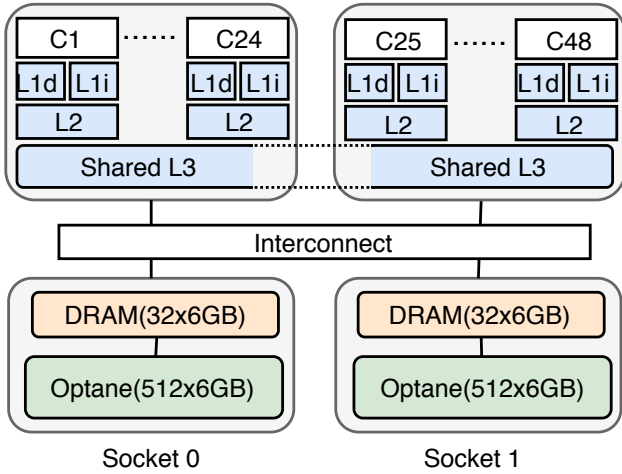 C1 ...... C24
L1d L1i L1d L1i
L2 L2
Shared L3
C25 ...... C48
L1d L1i L1d L1i
L2 L2
Shared L3
Interconnect
DRAM(32x6GB)
Optane(512x6GB)
Socket 0
DRAM(32x6GB)
Optane(512x6GB)
Socket 1